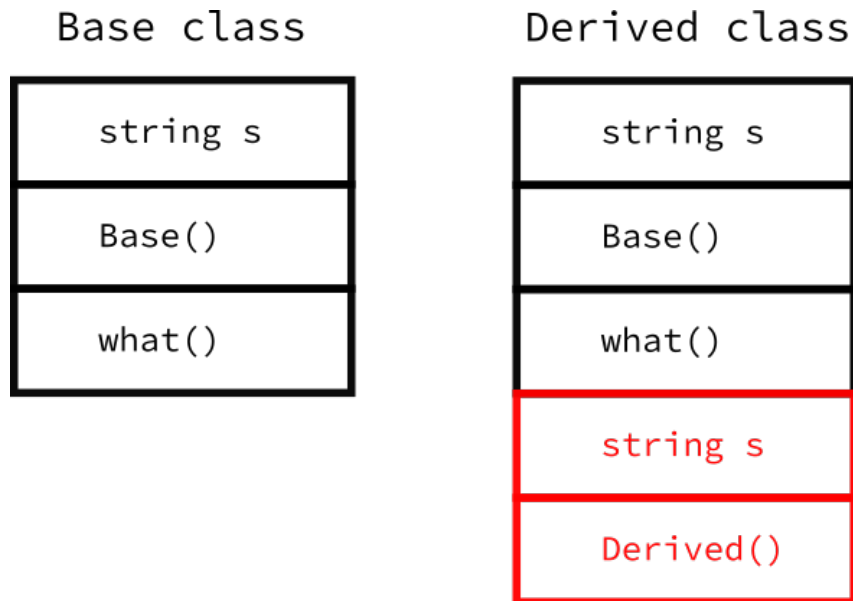 Base class
string s
Base()
what()
Derived class
string s
Base()
what()
string s
Derived()